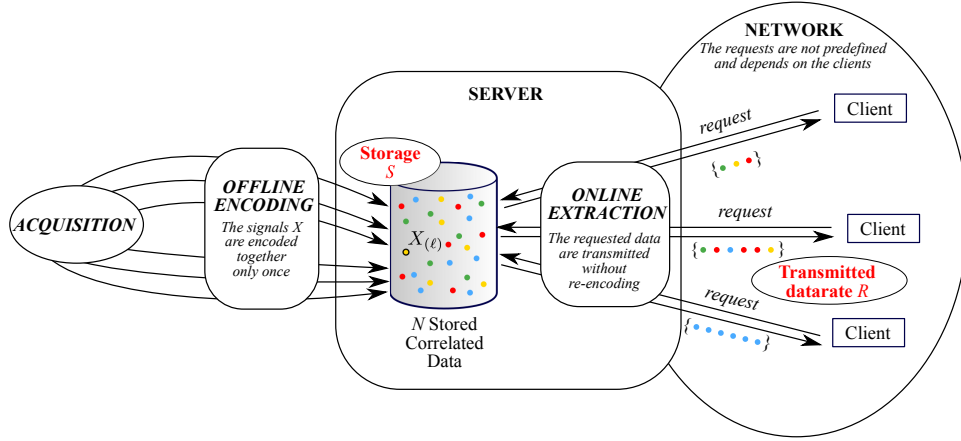 NETWORK
The requests are not predefined
and depends on the clients
SERVER
Storage
S
OFFLINE
ENCODING
The signals X
are encoded
together
only once
ACQUISITION
X(ℓ)
N Stored
Correlated
Data
ONLINE
EXTRACTION
The requested data
are transmitted
without
re-encoding
request
{ }
Client
request
{ }
Client
Transmitted
datarate R
request
{ }
Client